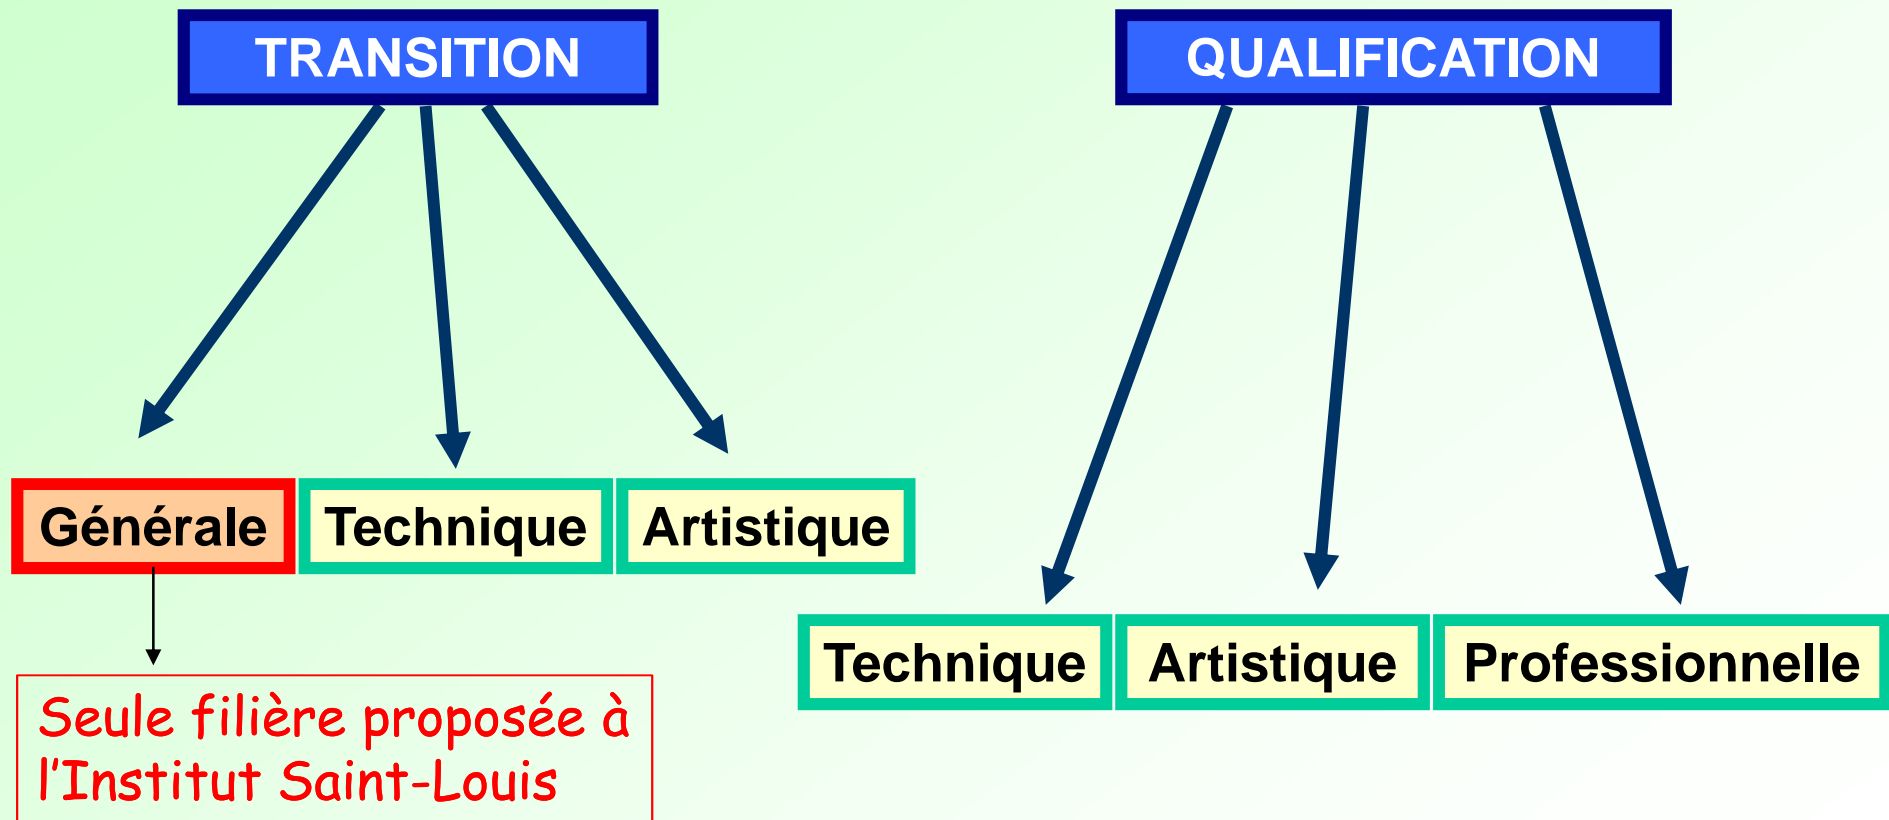 TRANSITION
QUALIFICATION
Générale
Technique
Artistique
Technique
Artistique
Professionnelle
Seule filière proposée à
l'Institut Saint-Louis